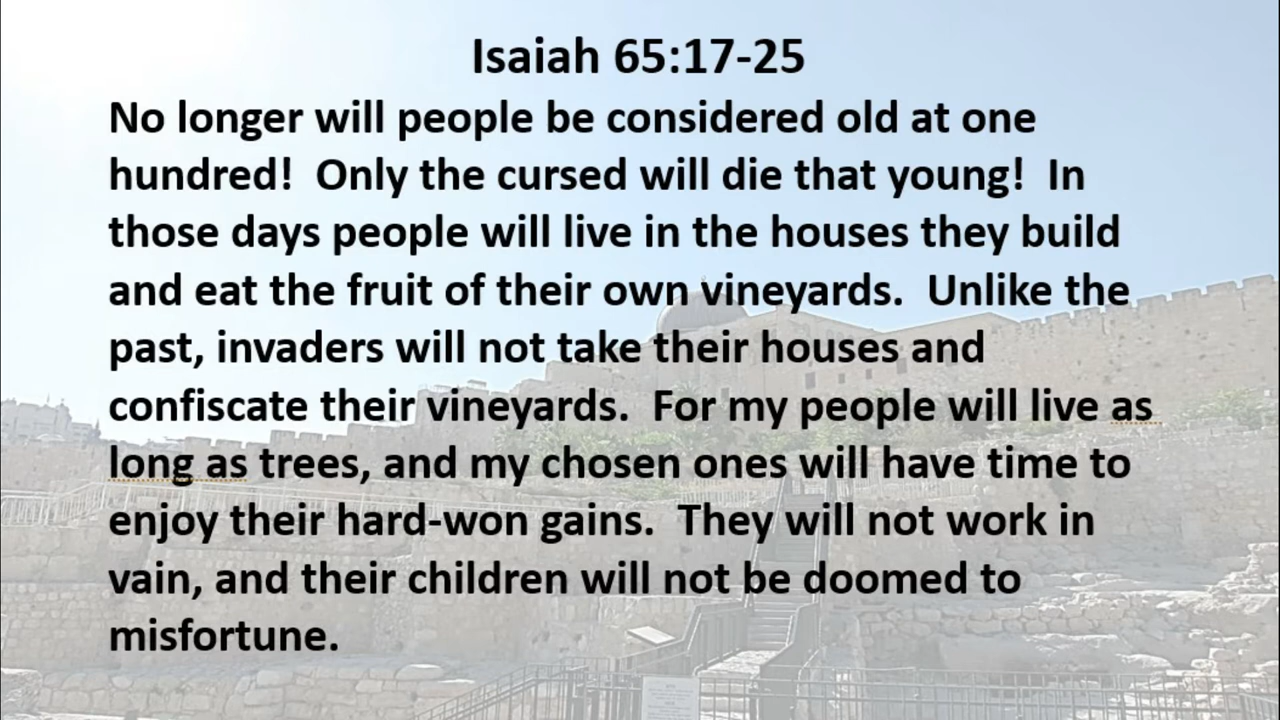 Isaiah 65:17-25
No longer will people be considered old at one
hundred!  Only the cursed will die that young!  In
those days people will live in the houses they build
and eat the fruit of their own vineyards.  Unlike the
past, invaders will not take their houses and
confiscate their vineyards.  For my people will live as
long as trees, and my chosen ones will have time to
enjoy their hard-won gains.  They will not work in
vain, and their children will not be doomed to
misfortune.